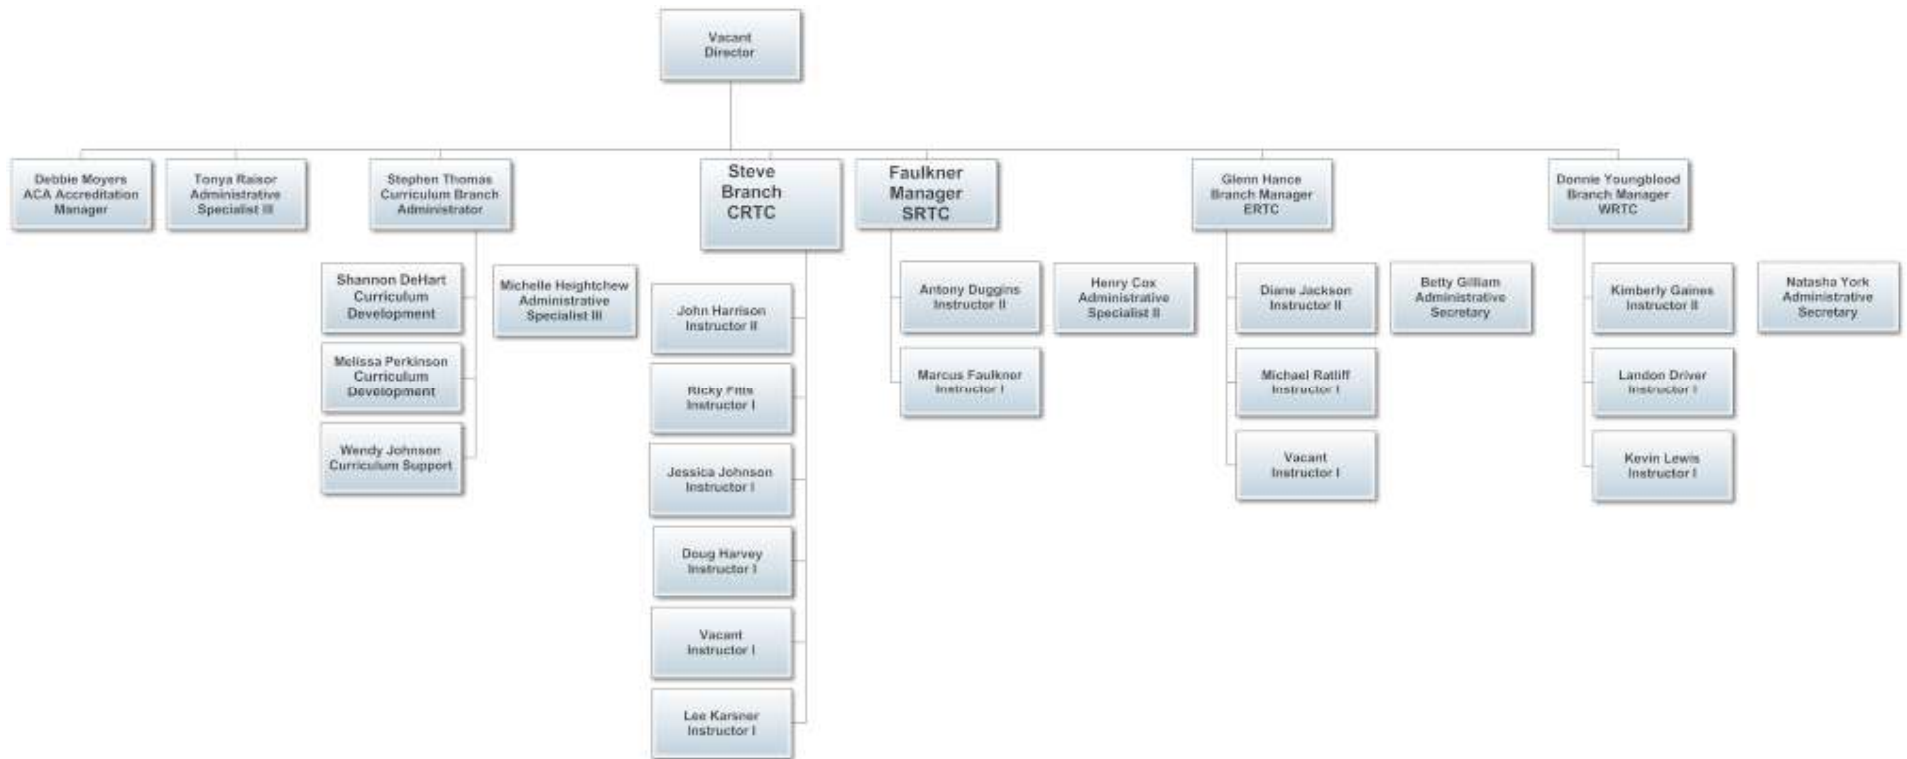 Vacant
Director
Debbie Moyers
ACA Accreditation
Manager
Tonya Raisor
Administrative
Specialist III
Stephen Thomas
Curriculum Branch
Administrator
Steve
Branch
CRTC
Faulkner
Manager
SRTC
Glenn Hance
Branch Manager
ERTC
Donnie Youngblood
Branch Manager
WRTC
Shannon DeHart
Curriculum
Development
Michelle Heightchew
Administrative
Specialist III
Melissa Perkinson
Curriculum
Development
Wendy Johnson
Curriculum Support
John Harrison
Instructor II
Ricky Fitts
Instructor I
Jessica Johnson
Instructor I
Doug Harvey
Instructor I
Vacant
Instructor I
Lee Karsner
Instructor I
Antony Duggins
Instructor II
Henry Cox
Administrative
Specialist II
Marcus Faulkner
Instructor I
Diane Jackson
Instructor II
Betty Gilliam
Administrative
Secretary
Michael Ratliff
Instructor I
Vacant
Instructor I
Kimberly Gaines
Instructor II
Natasha York
Administrative
Secretary
Landon Driver
Instructor I
Kevin Lewis
Instructor I